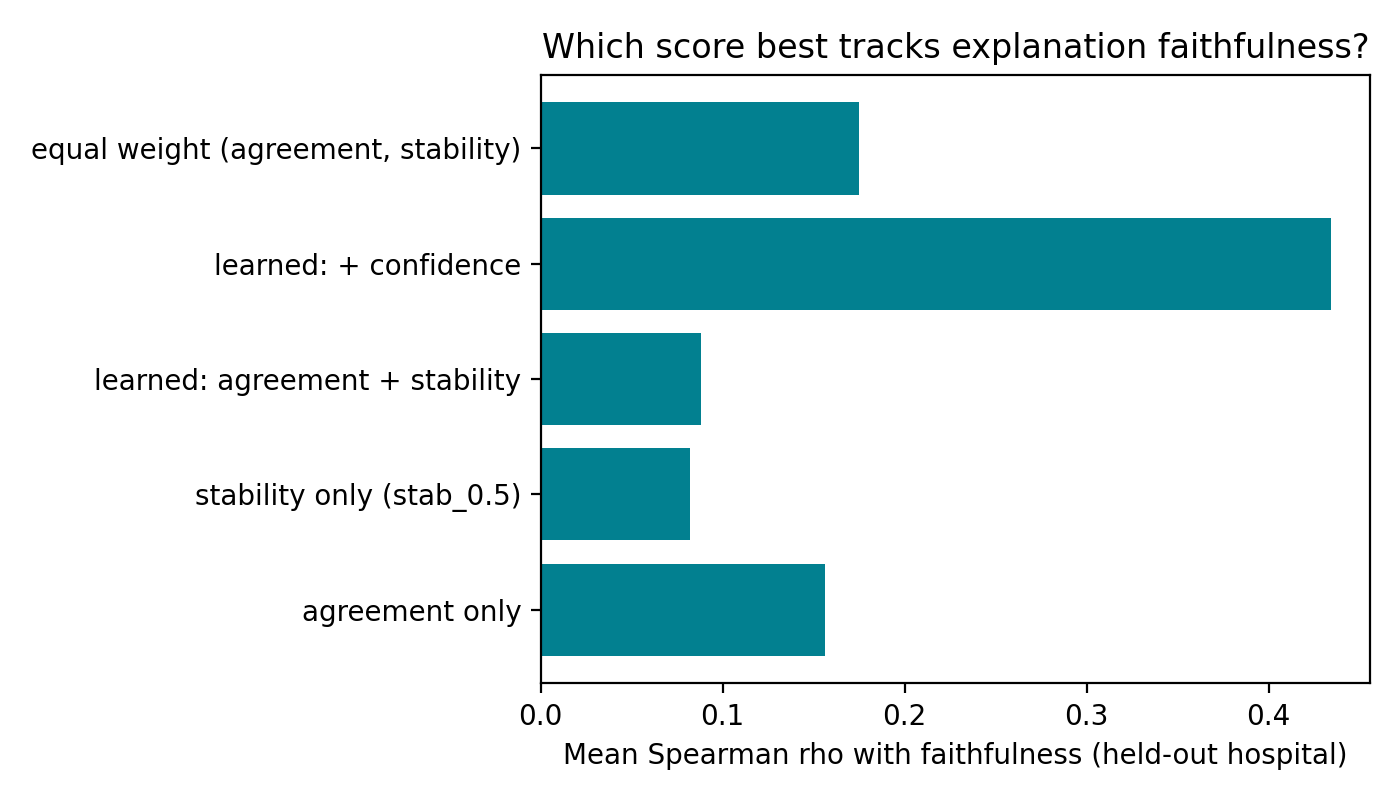 Which score best tracks explanation faithfulness?
equal weight (agreement, stability)
learned: + confidence
learned: agreement + stability
stability only (stab_0.5)
agreement only
0.0 0.1 0.2 0.3 0.4
Mean Spearman rho with faithfulness (held-out hospital)